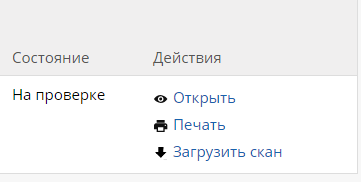 Состояние Действия
На проверке Открыть
Печать
Загрузить скан